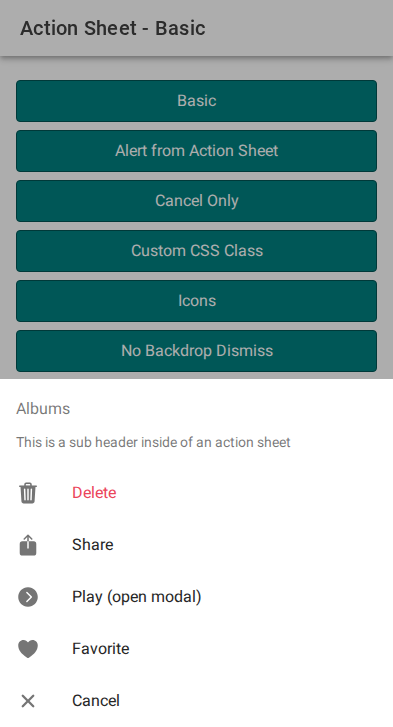 Action Sheet - Basic
Basic
Alert from Action Sheet
Cancel Only
Custom CSS Class
Icons
No Backdrop Dismiss
Albums
This is a sub header inside of an action sheet
Delete
Share
Play (open modal)
Favorite
Cancel